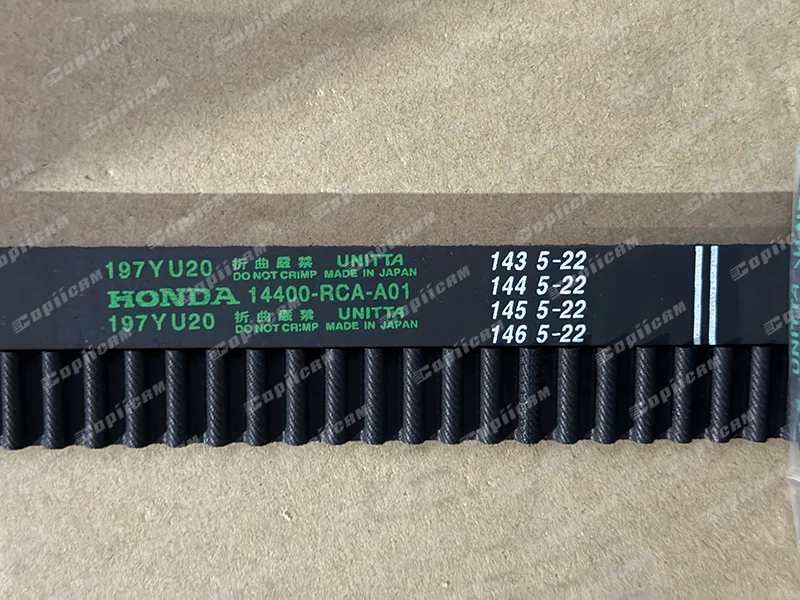 197YU20 折曲厳禁 UNITTA
DO NOT CRIMP MADE IN JAPAN
HONDA 14400-RCA-A01
197YU20 折曲厳禁 UNITTA
DO NOT CRIMP MADE IN JAPAN
143 5-22
144 5-22
145 5-22
146 5-22
UNITTA
Copiicam